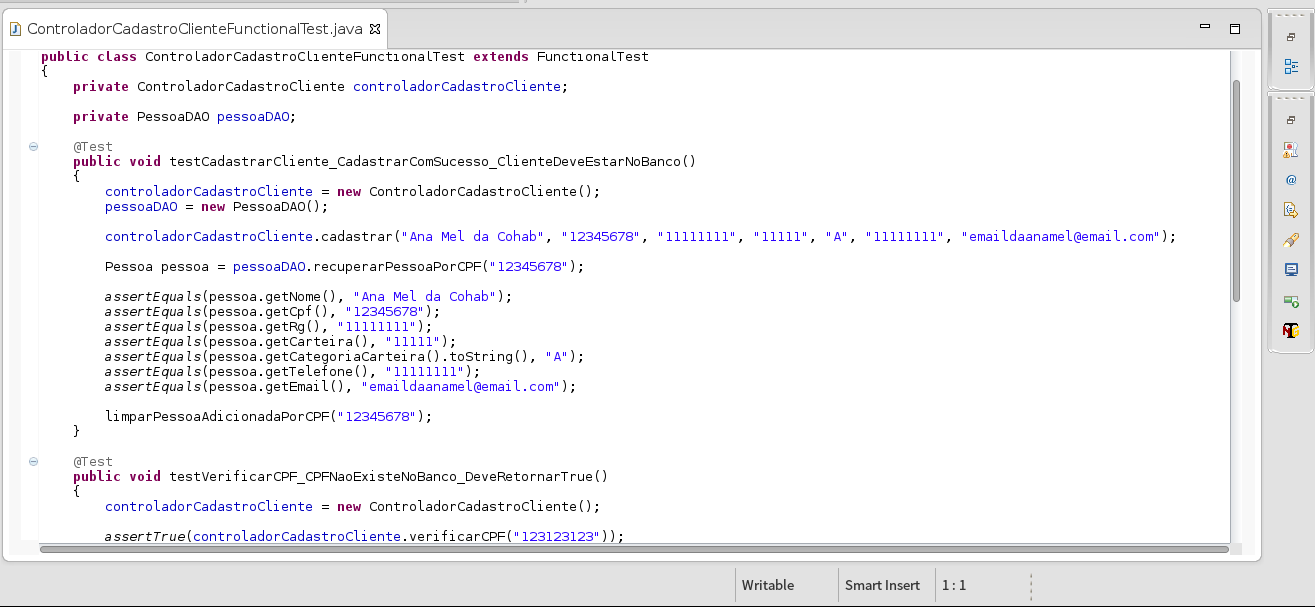 ControladorCadastroClienteFunctionalTest.java
public class ControladorCadastroClienteFunctionalTest extends FunctionalTest
{
private ControladorCadastroCliente controladorCadastroCliente;
private PessoaDAO pessoaDAO;
@Test
public void testCadastrarCliente_CadastrarComSucesso_ClienteDeveEstarNoBanco()
{
controladorCadastroCliente = new ControladorCadastroCliente();
pessoaDAO = new PessoaDAO();
controladorCadastroCliente.cadastrar("Ana Mel da Cohab", "12345678", "11111111", "11111", "A", "11111111", "emaildaanamel@email.com");
Pessoa pessoa = pessoaDAO.recuperarPessoaPorCPF("12345678");
assertEquals(pessoa.getNome(), "Ana Mel da Cohab");
assertEquals(pessoa.getCpf(), "12345678");
assertEquals(pessoa.getRg(), "11111111");
assertEquals(pessoa.getCarteira(), "11111");
assertEquals(pessoa.getCategoriaCarteira().toString(), "A");
assertEquals(pessoa.getTelefone(), "11111111");
assertEquals(pessoa.getEmail(), "emaildaanamel@email.com");
limparPessoaAdicionadaPorCPF("12345678");
}
@Test
public void testVerificarCPF_CPFNaoExisteNoBanco_DeveRetornarTrue()
{
controladorCadastroCliente = new ControladorCadastroCliente();
assertTrue(controladorCadastroCliente.verificarCPF("123123123"));
Writable
Smart Insert
1 : 1